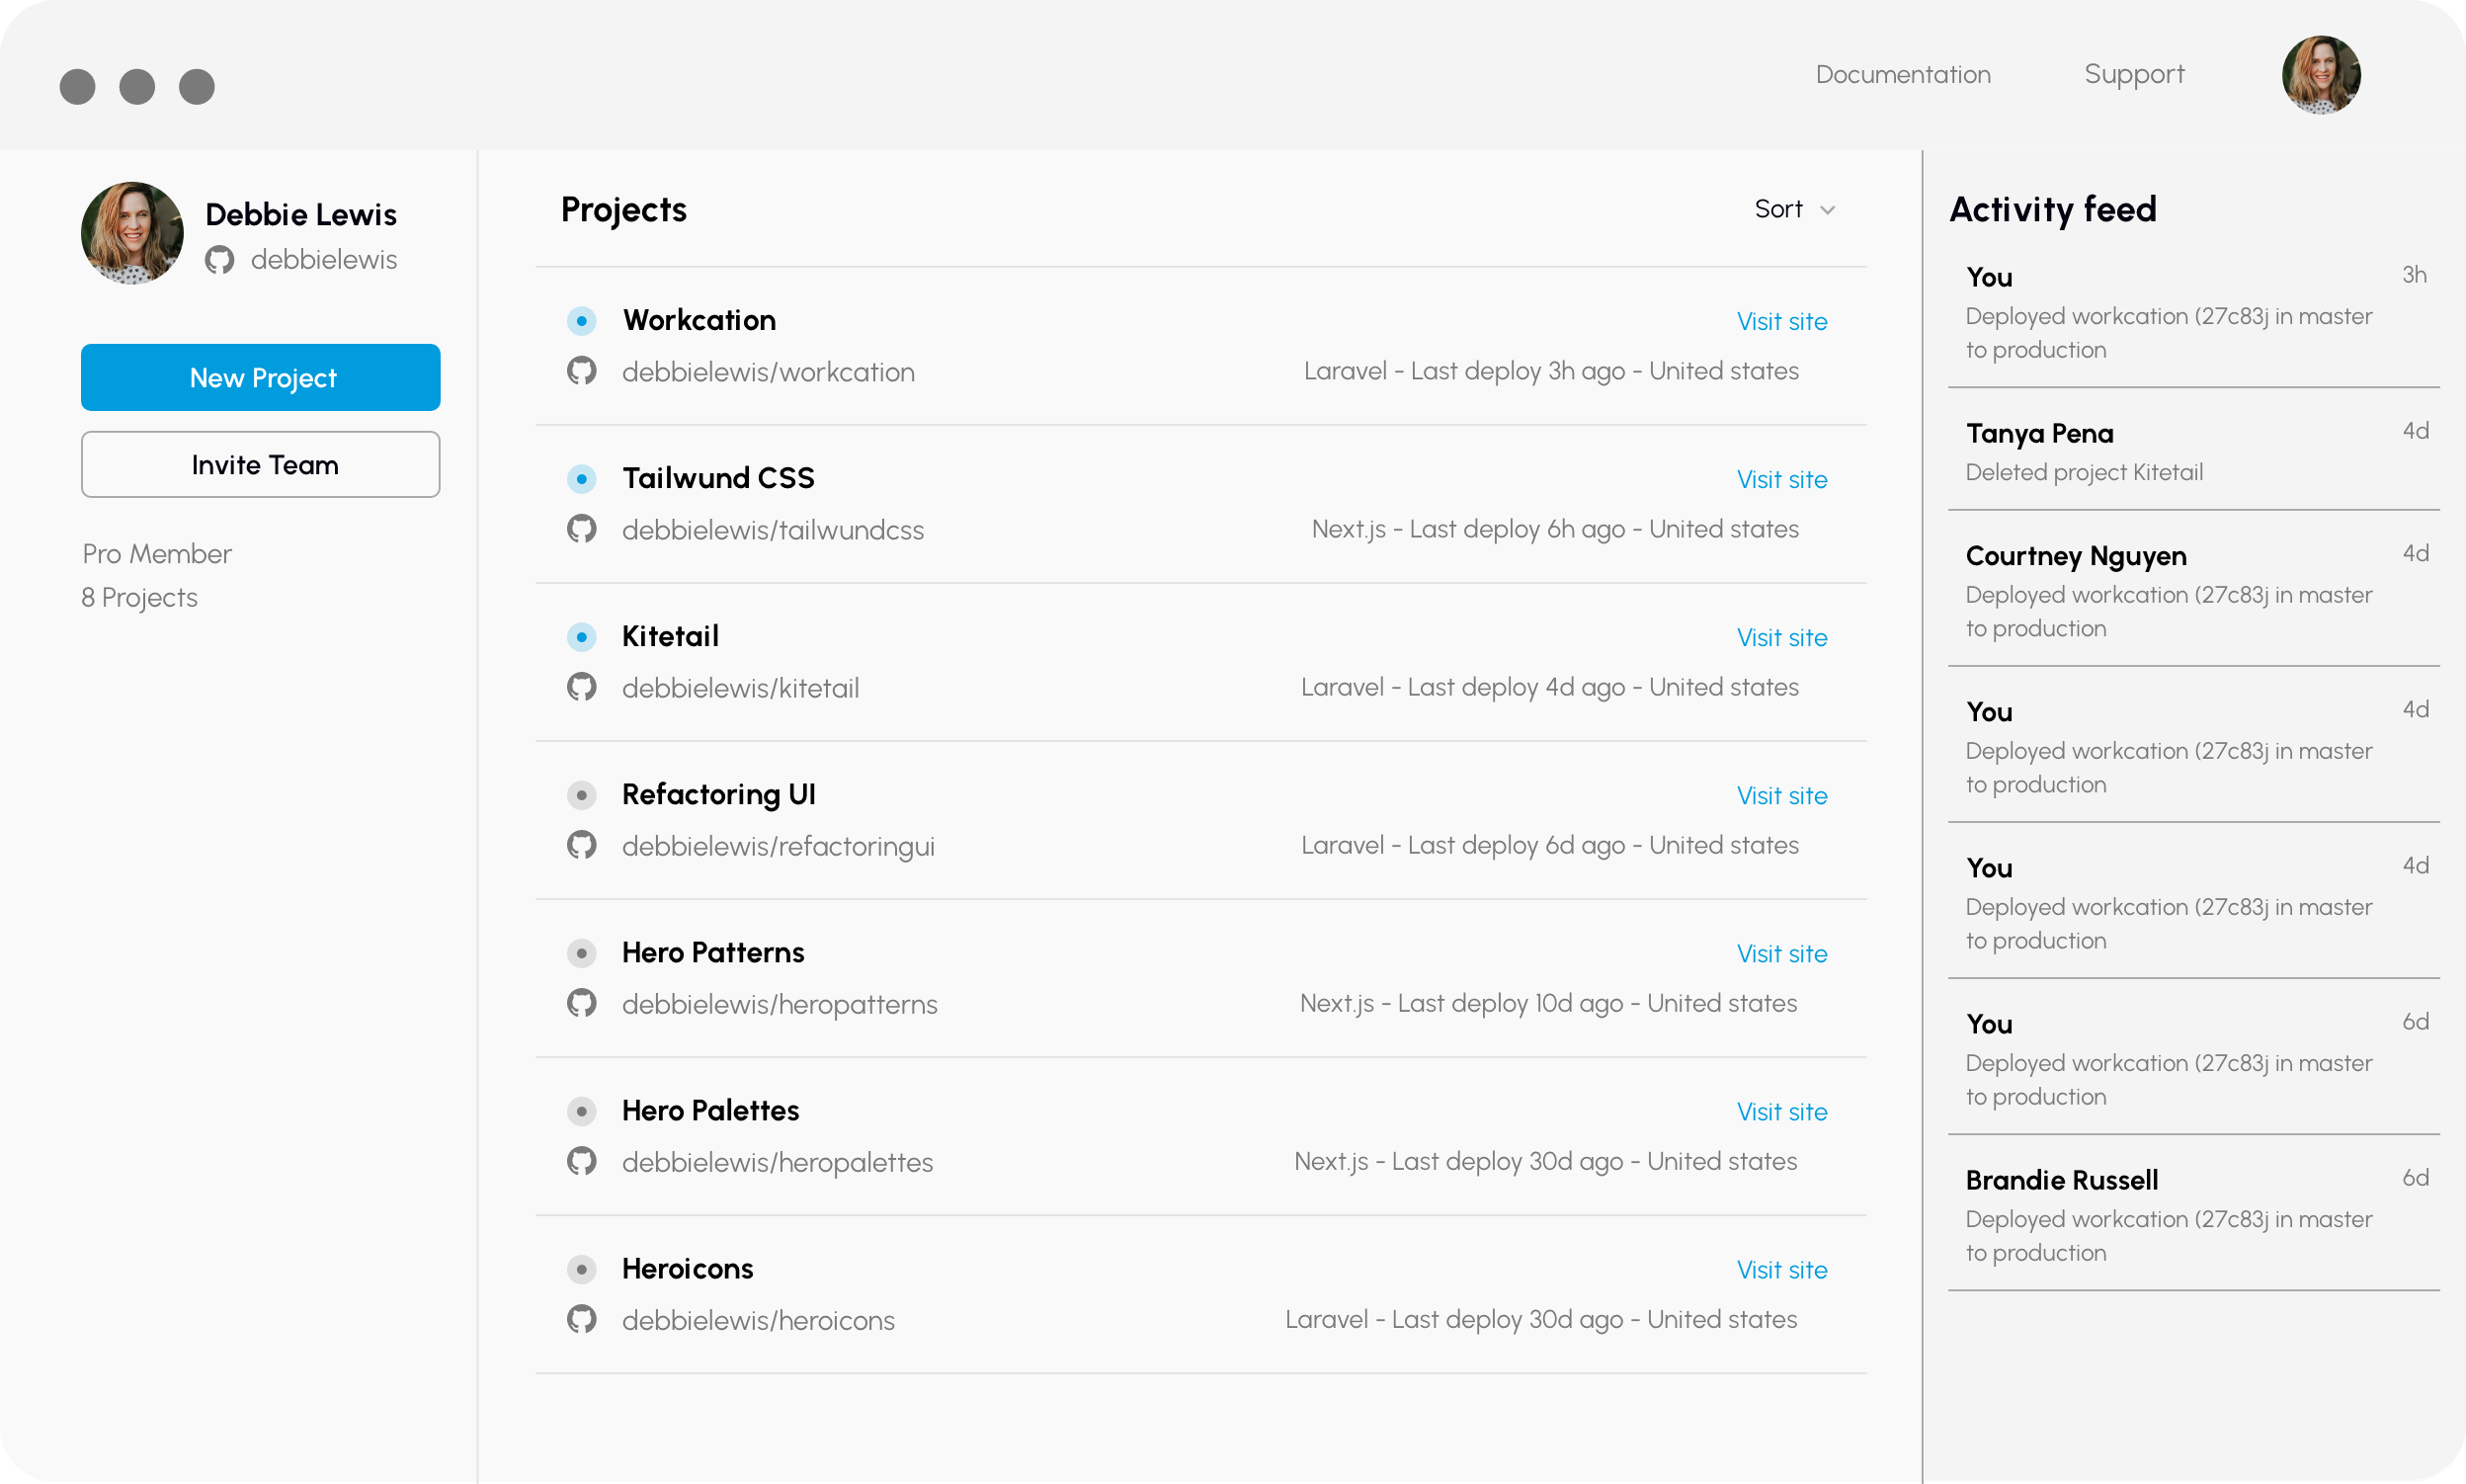 Documentation
Support
Debbie Lewis
debbielewis
New Project
Invite Team
Pro Member
8 Projects
Projects
Sort
Workcation
Visit site
debbielewis/workcation
Laravel - Last deploy 3h ago - United states
Tailwund CSS
Visit site
debbielewis/tailwundcss
Next.js - Last deploy 6h ago - United states
Kitetail
Visit site
debbielewis/kitetail
Laravel - Last deploy 4d ago - United states
Refactoring UI
Visit site
debbielewis/refactoringui
Laravel - Last deploy 6d ago - United states
Hero Patterns
Visit site
debbielewis/heropatterns
Next.js - Last deploy 10d ago - United states
Hero Palettes
Visit site
debbielewis/heropalettes
Next.js - Last deploy 30d ago - United states
Heroicons
Visit site
debbielewis/heroicons
Laravel - Last deploy 30d ago - United states
Activity feed
You
3h
Deployed workcation (27c83j in master
to production
Tanya Pena
4d
Deleted project Kitetail
Courtney Nguyen
4d
Deployed workcation (27c83j in master
to production
You
4d
Deployed workcation (27c83j in master
to production
You
4d
Deployed workcation (27c83j in master
to production
You
6d
Deployed workcation (27c83j in master
to production
Brandie Russell
6d
Deployed workcation (27c83j in master
to production